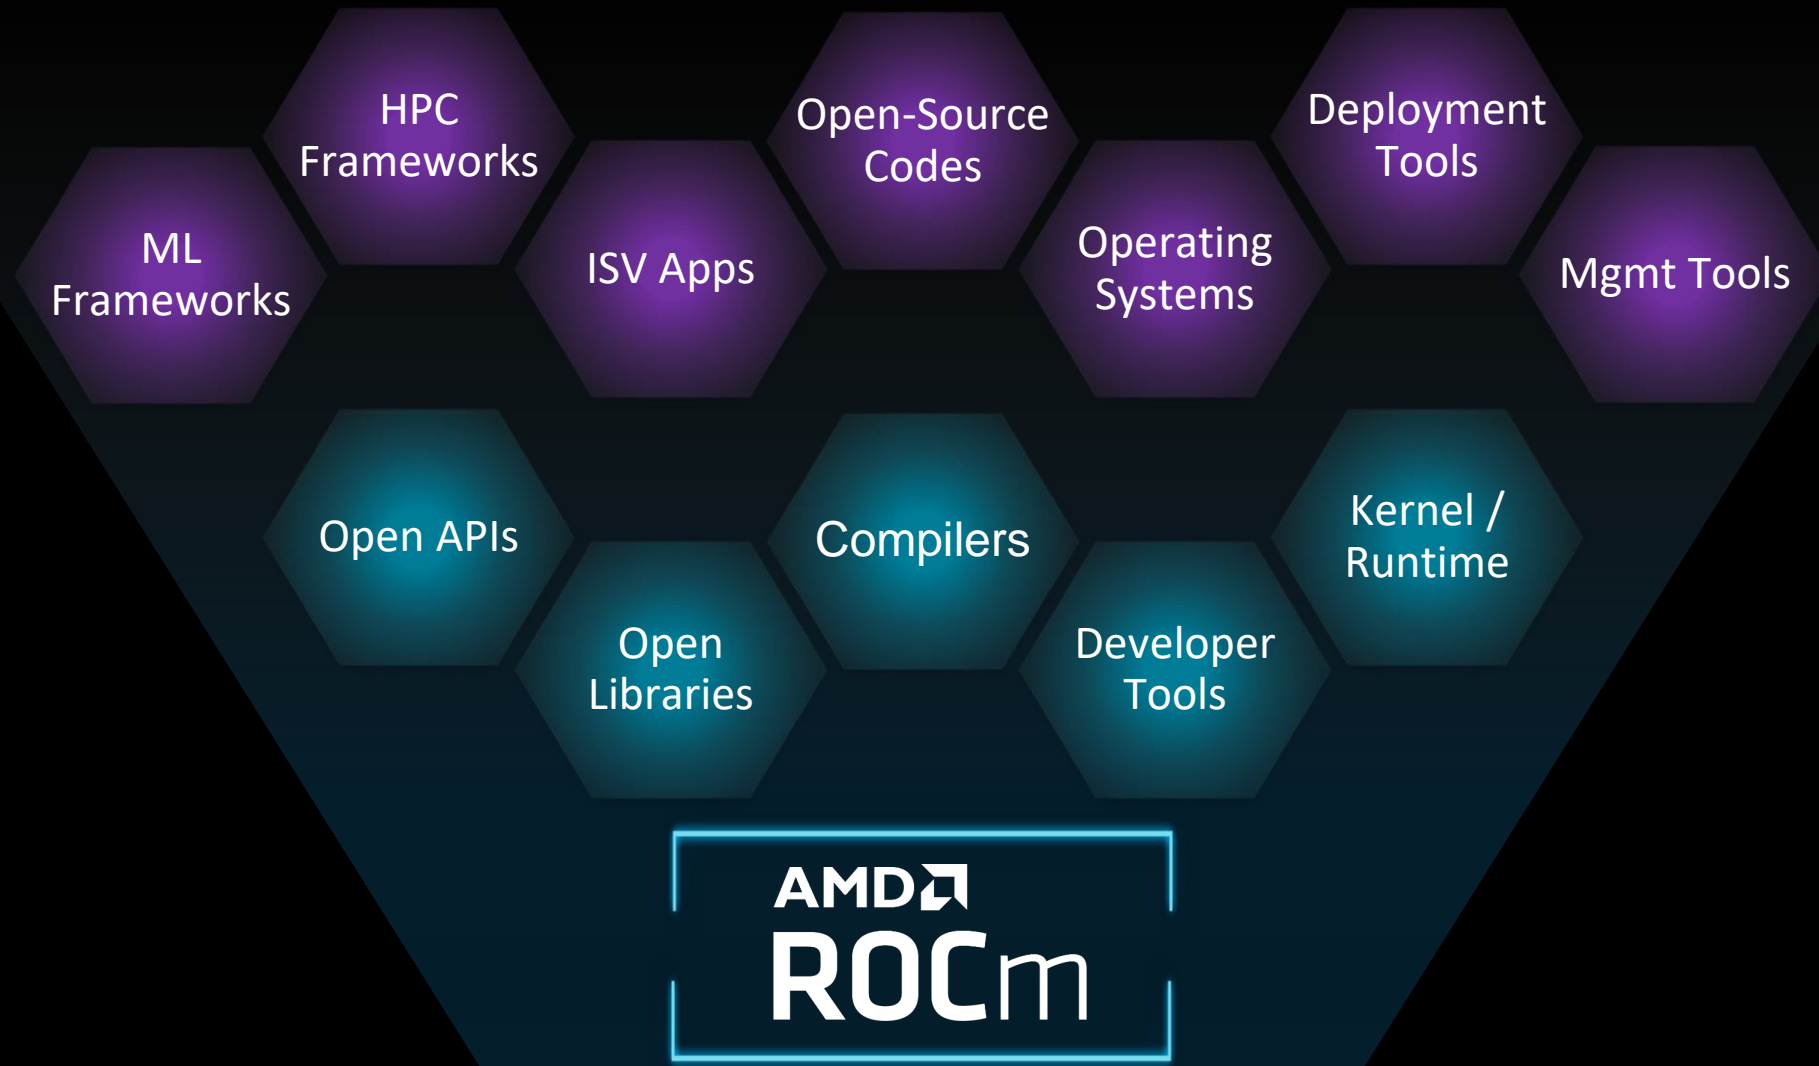 HPC
Frameworks
Open-Source
Codes
Deployment
Tools
ML
Frameworks
ISV Apps
Operating
Systems
Mgmt Tools
Open APIs
Compilers
Kernel /
Runtime
Open
Libraries
Developer
Tools
AMD
ROCm